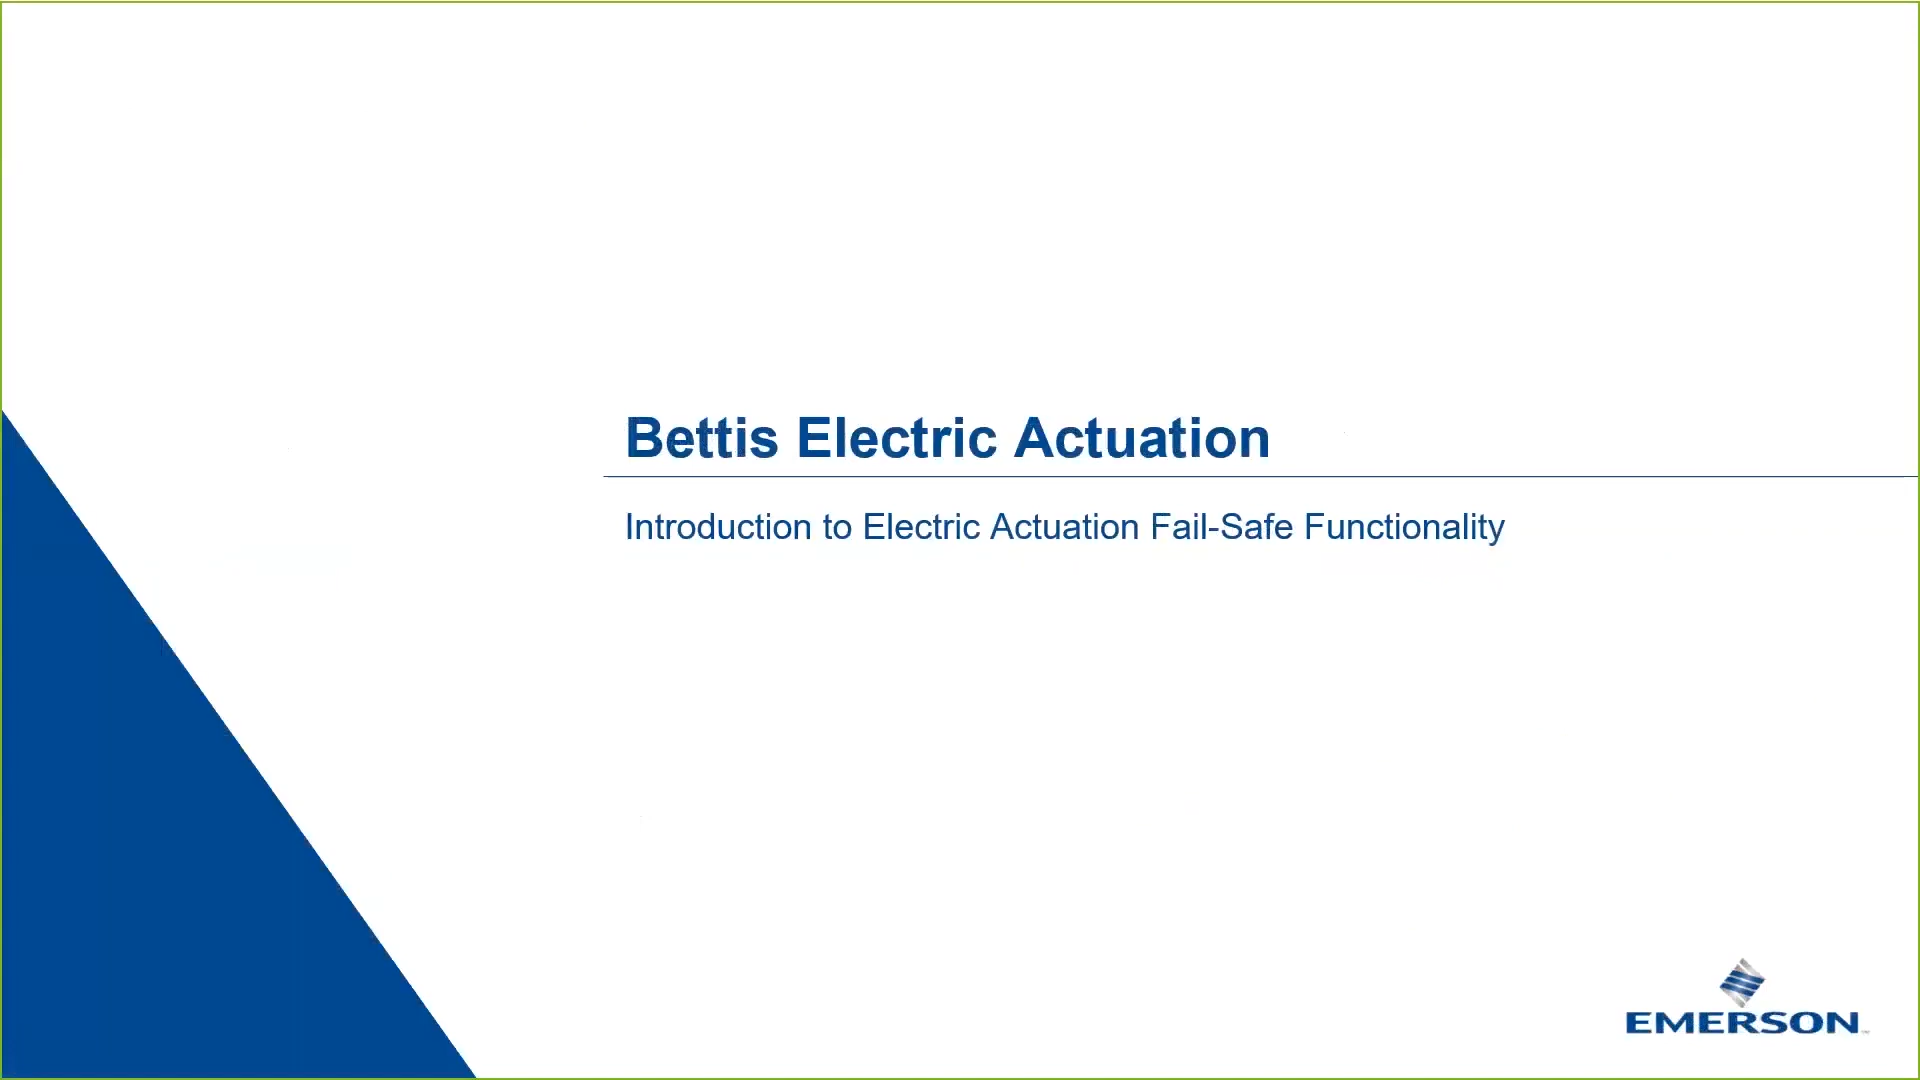 Bettis Electric Actuation
Introduction to Electric Actuation Fail-Safe Functionality
EMERSON